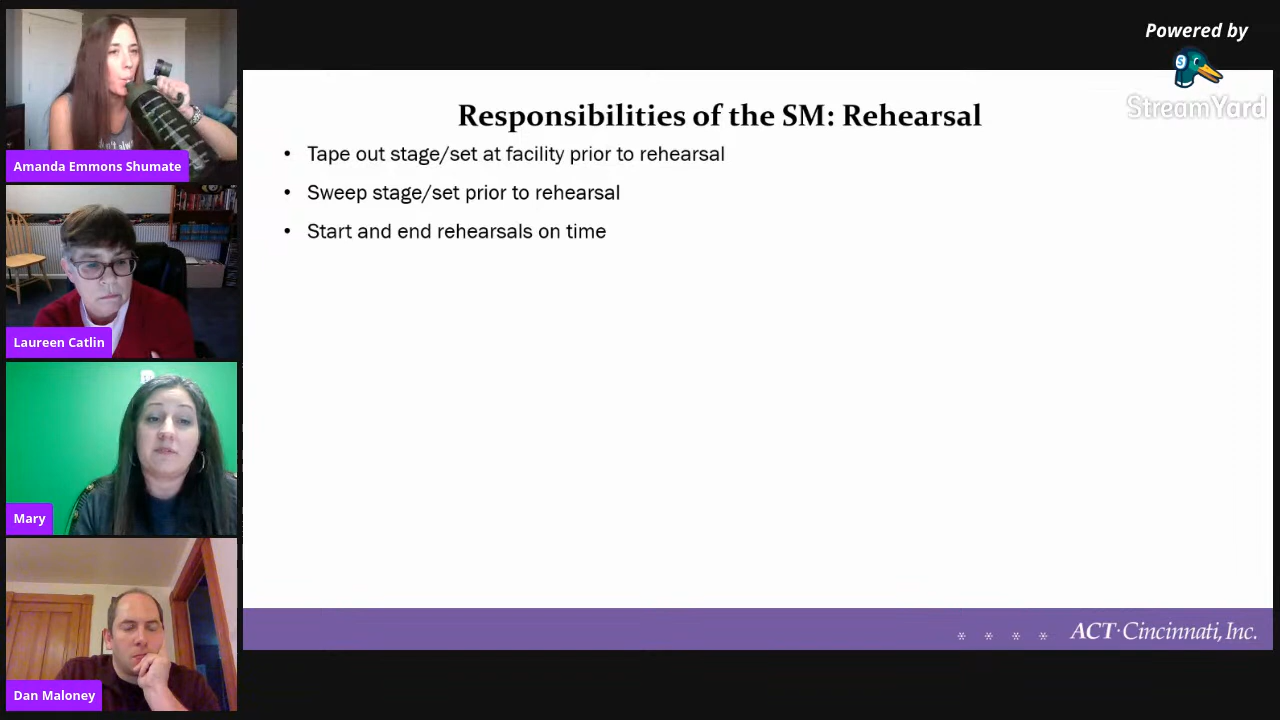 Powered by
StreamYard
Responsibilities of the SM: Rehearsal
• Tape out stage/set at facility prior to rehearsal
• Sweep stage/set prior to rehearsal
• Start and end rehearsals on time
Amanda Emmons Shumate
Laureen Catlin
Mary
Dan Maloney
* * * * ACT·Cincinnati, Inc.